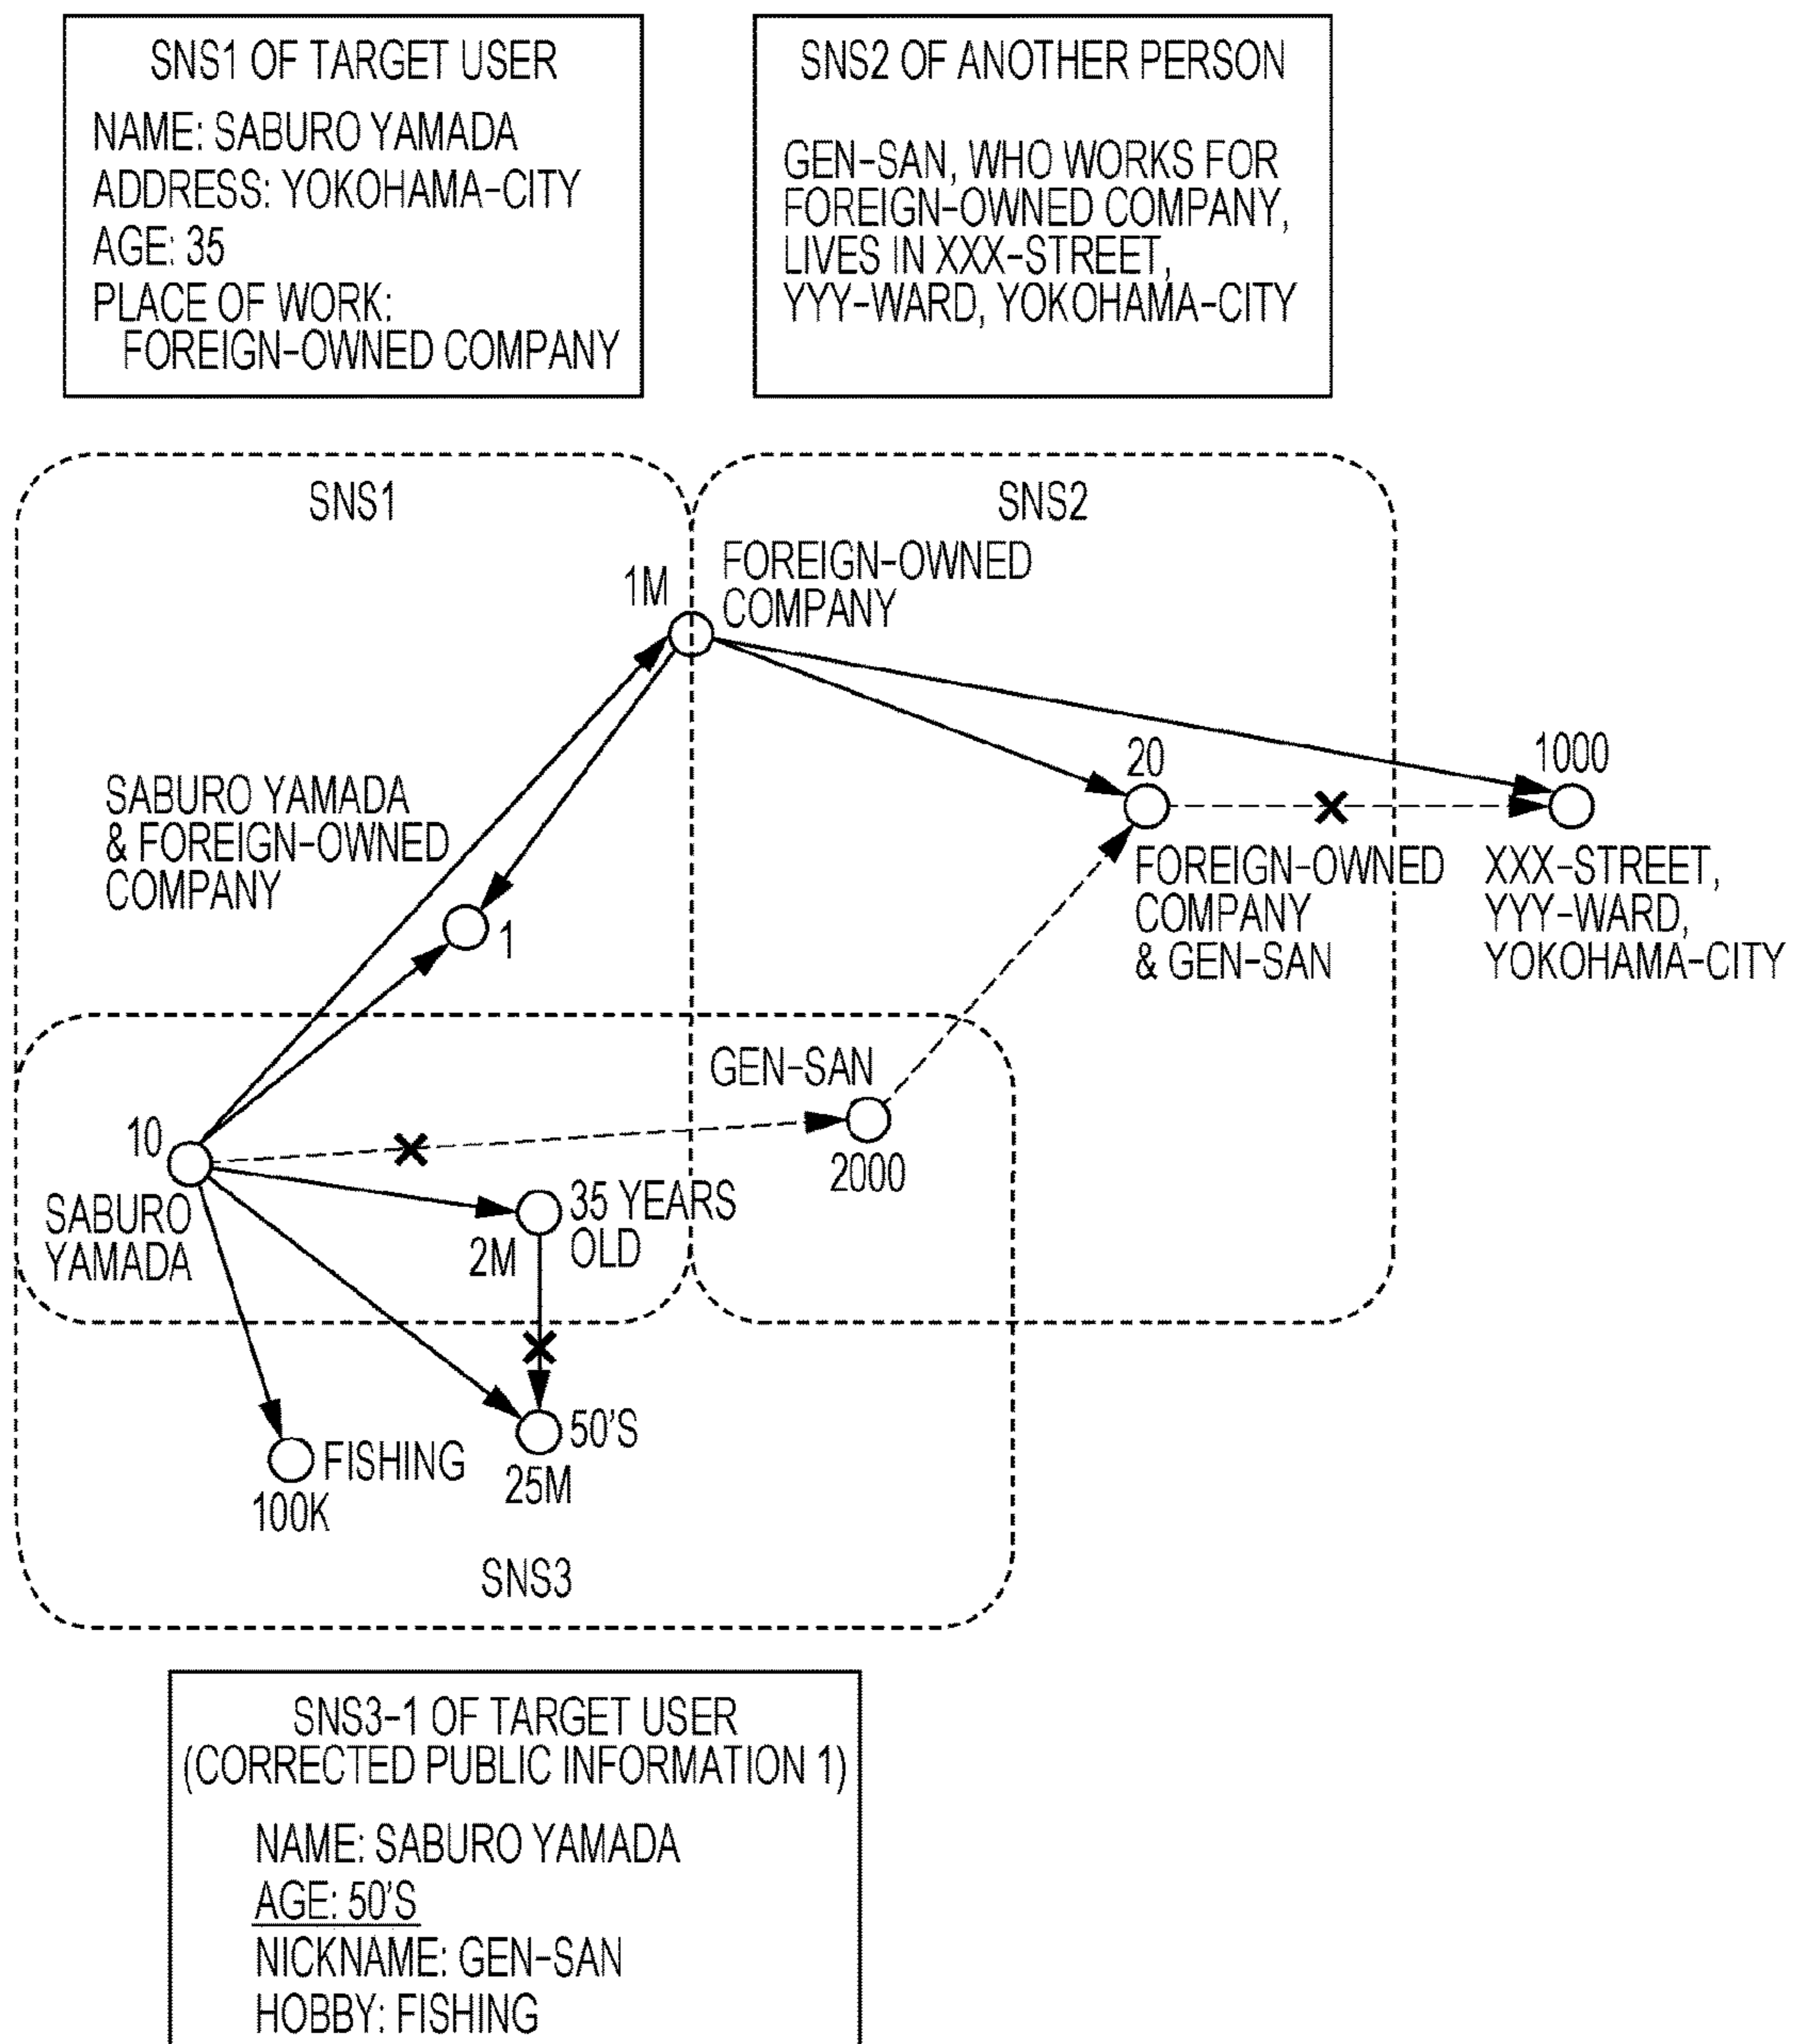 SNS1 OF TARGET USER
NAME: SABURO YAMADA
ADDRESS: YOKOHAMA-CITY
AGE: 35
PLACE OF WORK:
FOREIGN-OWNED COMPANY
SNS2 OF ANOTHER PERSON
GEN-SAN, WHO WORKS FOR
FOREIGN-OWNED COMPANY,
LIVES IN XXX-STREET,
YYY-WARD, YOKOHAMA-CITY
SNS1
SNS2
1M
FOREIGN-OWNED
COMPANY
SABURO YAMADA
& FOREIGN-OWNED
COMPANY
1
20
FOREIGN-OWNED
COMPANY
& GEN-SAN
1000
XXX-STREET,
YYY-WARD,
YOKOHAMA-CITY
GEN-SAN
2000
10
SABURO
YAMADA
35 YEARS
OLD
2M
50'S
25M
FISHING
100K
SNS3
SNS3-1 OF TARGET USER
(CORRECTED PUBLIC INFORMATION 1)
NAME: SABURO YAMADA
AGE: 50'S
NICKNAME: GEN-SAN
HOBBY: FISHING